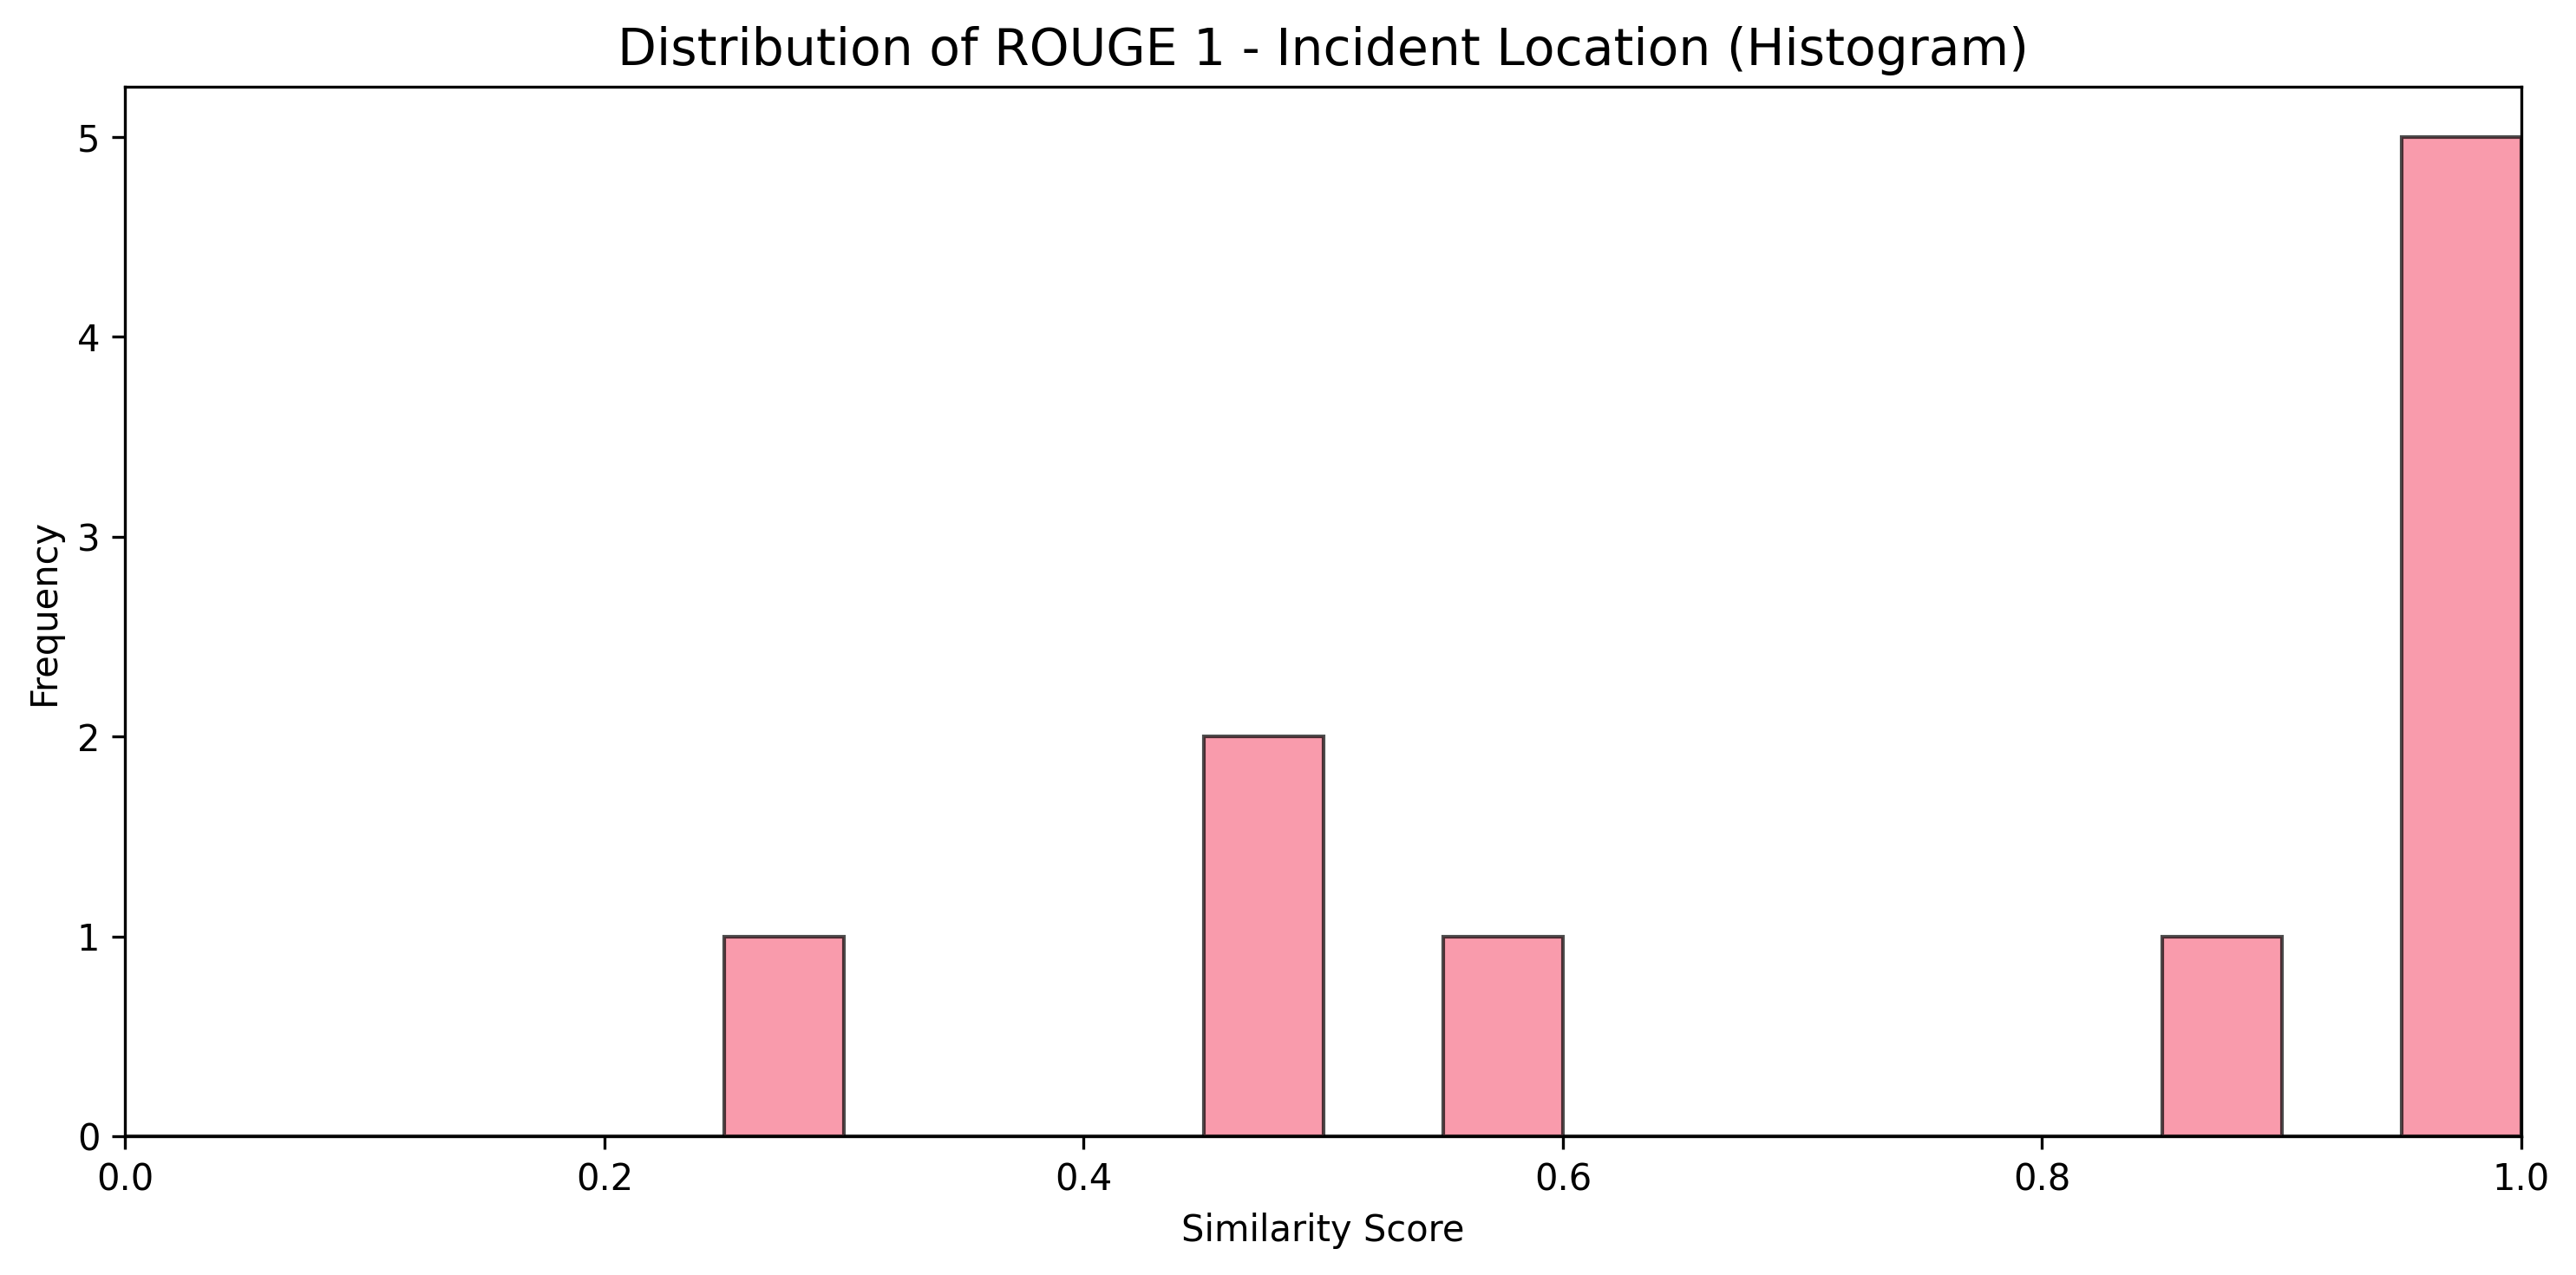 Distribution of ROUGE 1 - Incident Location (Histogram)
5
4
3
2
1
0
Frequency
0.0 0.2 0.4 0.6 0.8 1.0
Similarity Score